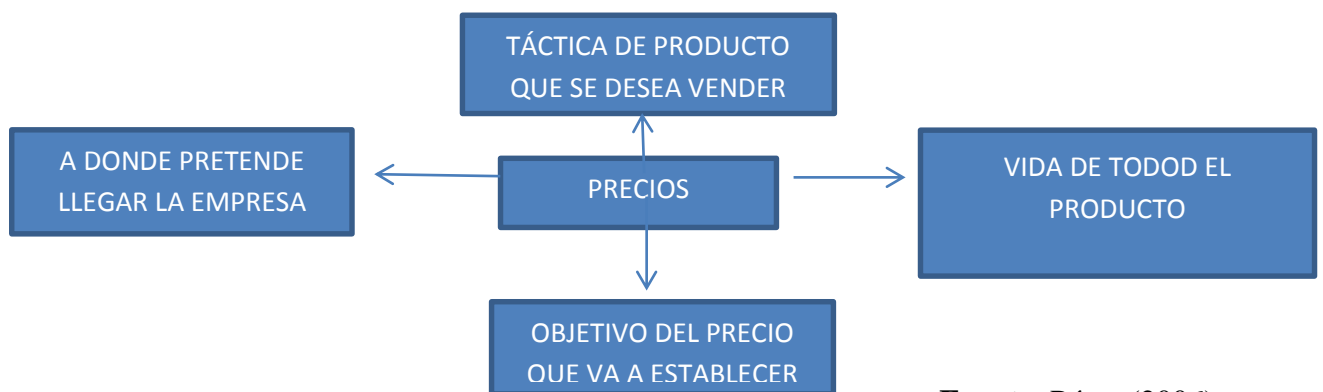 TÁCTICA DE PRODUCTO
QUE SE DESEA VENDER
A DONDE PRETENDE
LLEGAR LA EMPRESA
PRECIOS
VIDA DE TODOD EL
PRODUCTO
OBJETIVO DEL PRECIO
QUE VA A ESTABLECER